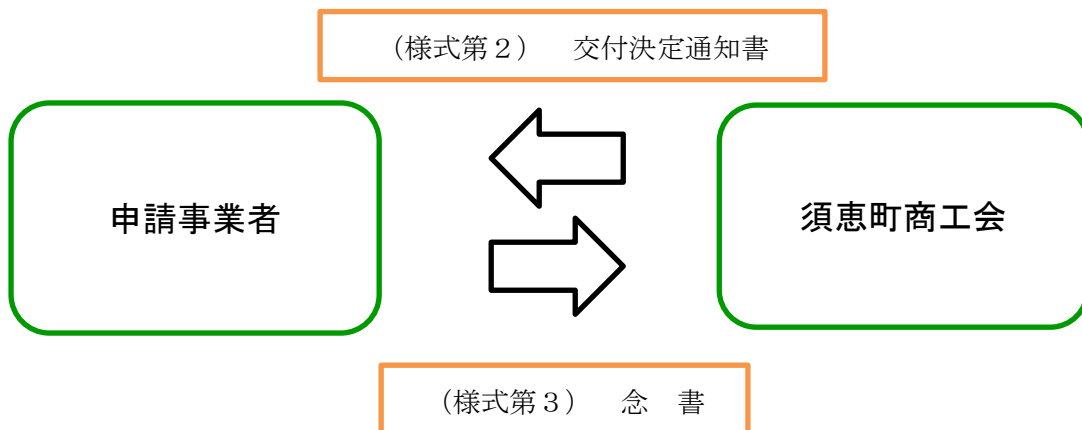 （様式第２）　交付決定通知書
申請事業者
須恵町商工会
（様式第３）　念　書